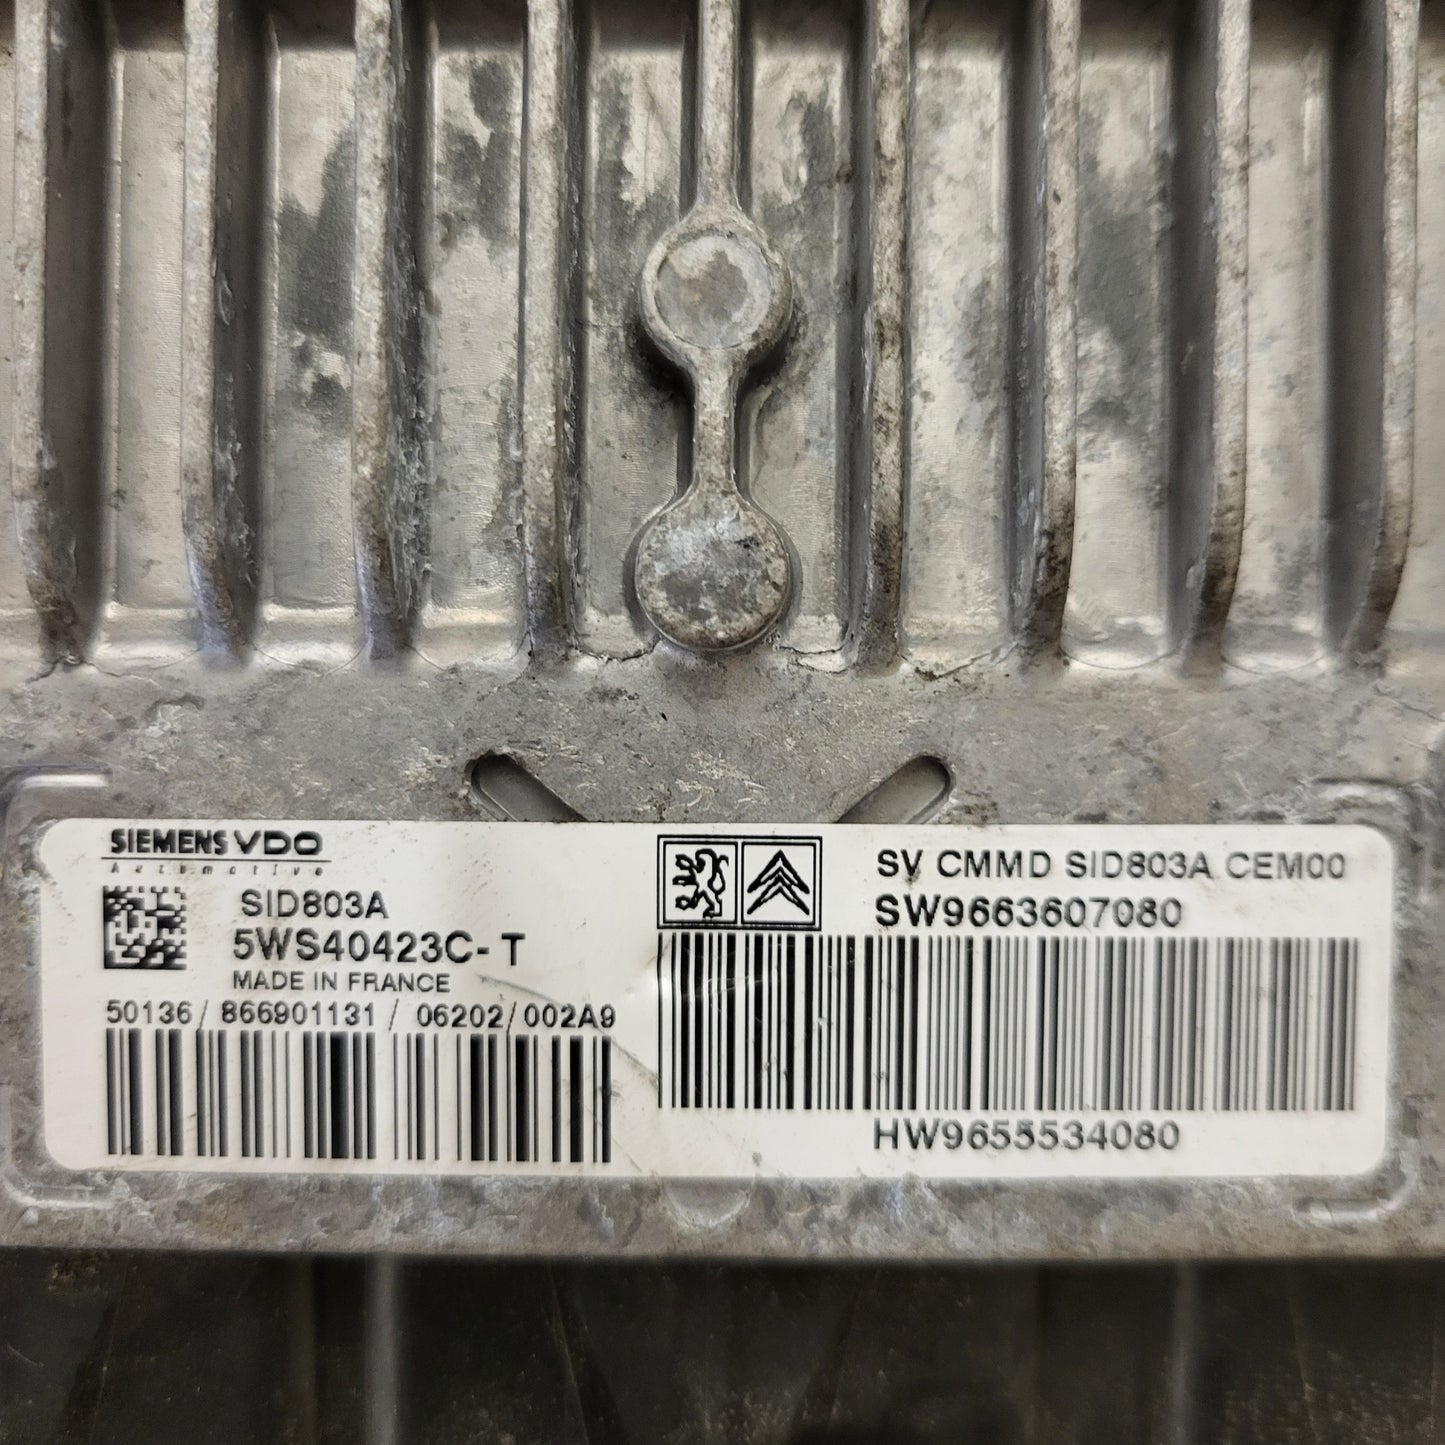 SIEMENS VDO
Automotive
SID803A
5WS40423C-T
MADE IN FRANCE
50136/866901131/06202/002A9
SV CMMD SID803A CEM00
SW9663607080
HW9655534080